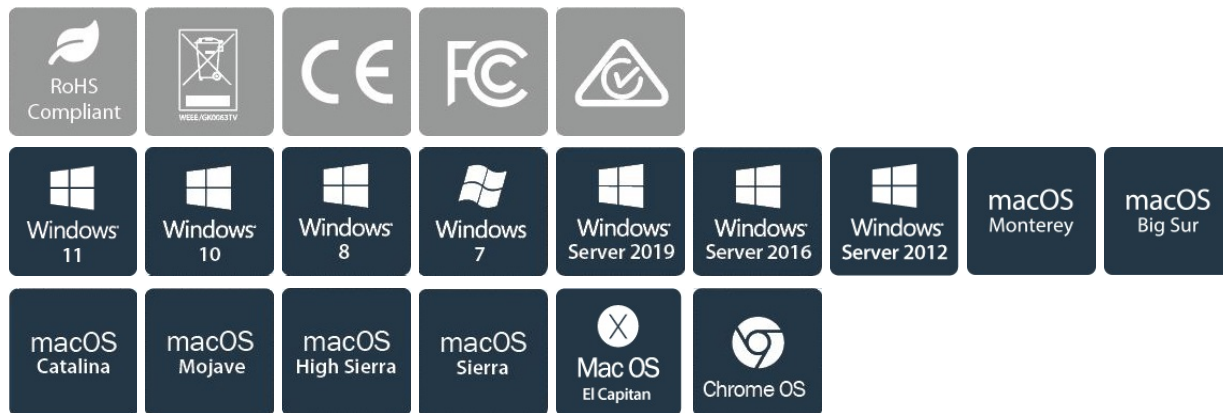 RoHS
Compliant
WEEE/GK0063TV
CE
FC
Windows
11
Windows
10
Windows
8
Windows
7
Windows
Server 2019
Windows
Server 2016
Windows
Server 2012
macOS
Monterey
macOS
Big Sur
macOS
Catalina
macOS
Mojave
macOS
High Sierra
macOS
Sierra
X
Mac OS
El Capitan
Chrome OS